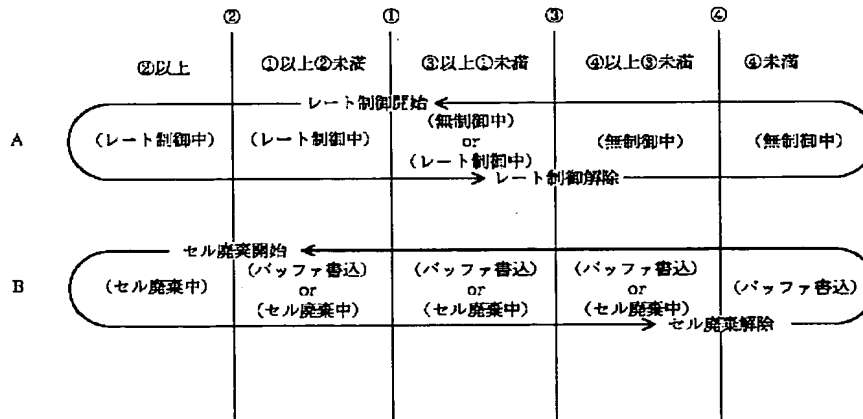 ② ① ③ ④
②以上 ①以上②未満 ③以上①未満 ④以上③未満 ④未満
レート制御開始
A (レート制御中) (レート制御中) (無制御中) (無制御中) (無制御中)
or
(レート制御中)
レート制御解除
セル廃棄開始
B (セル廃棄中) (バッファ書込) (バッファ書込) (バッファ書込) (バッファ書込)
or or or
(セル廃棄中) (セル廃棄中) (セル廃棄中)
セル廃棄解除